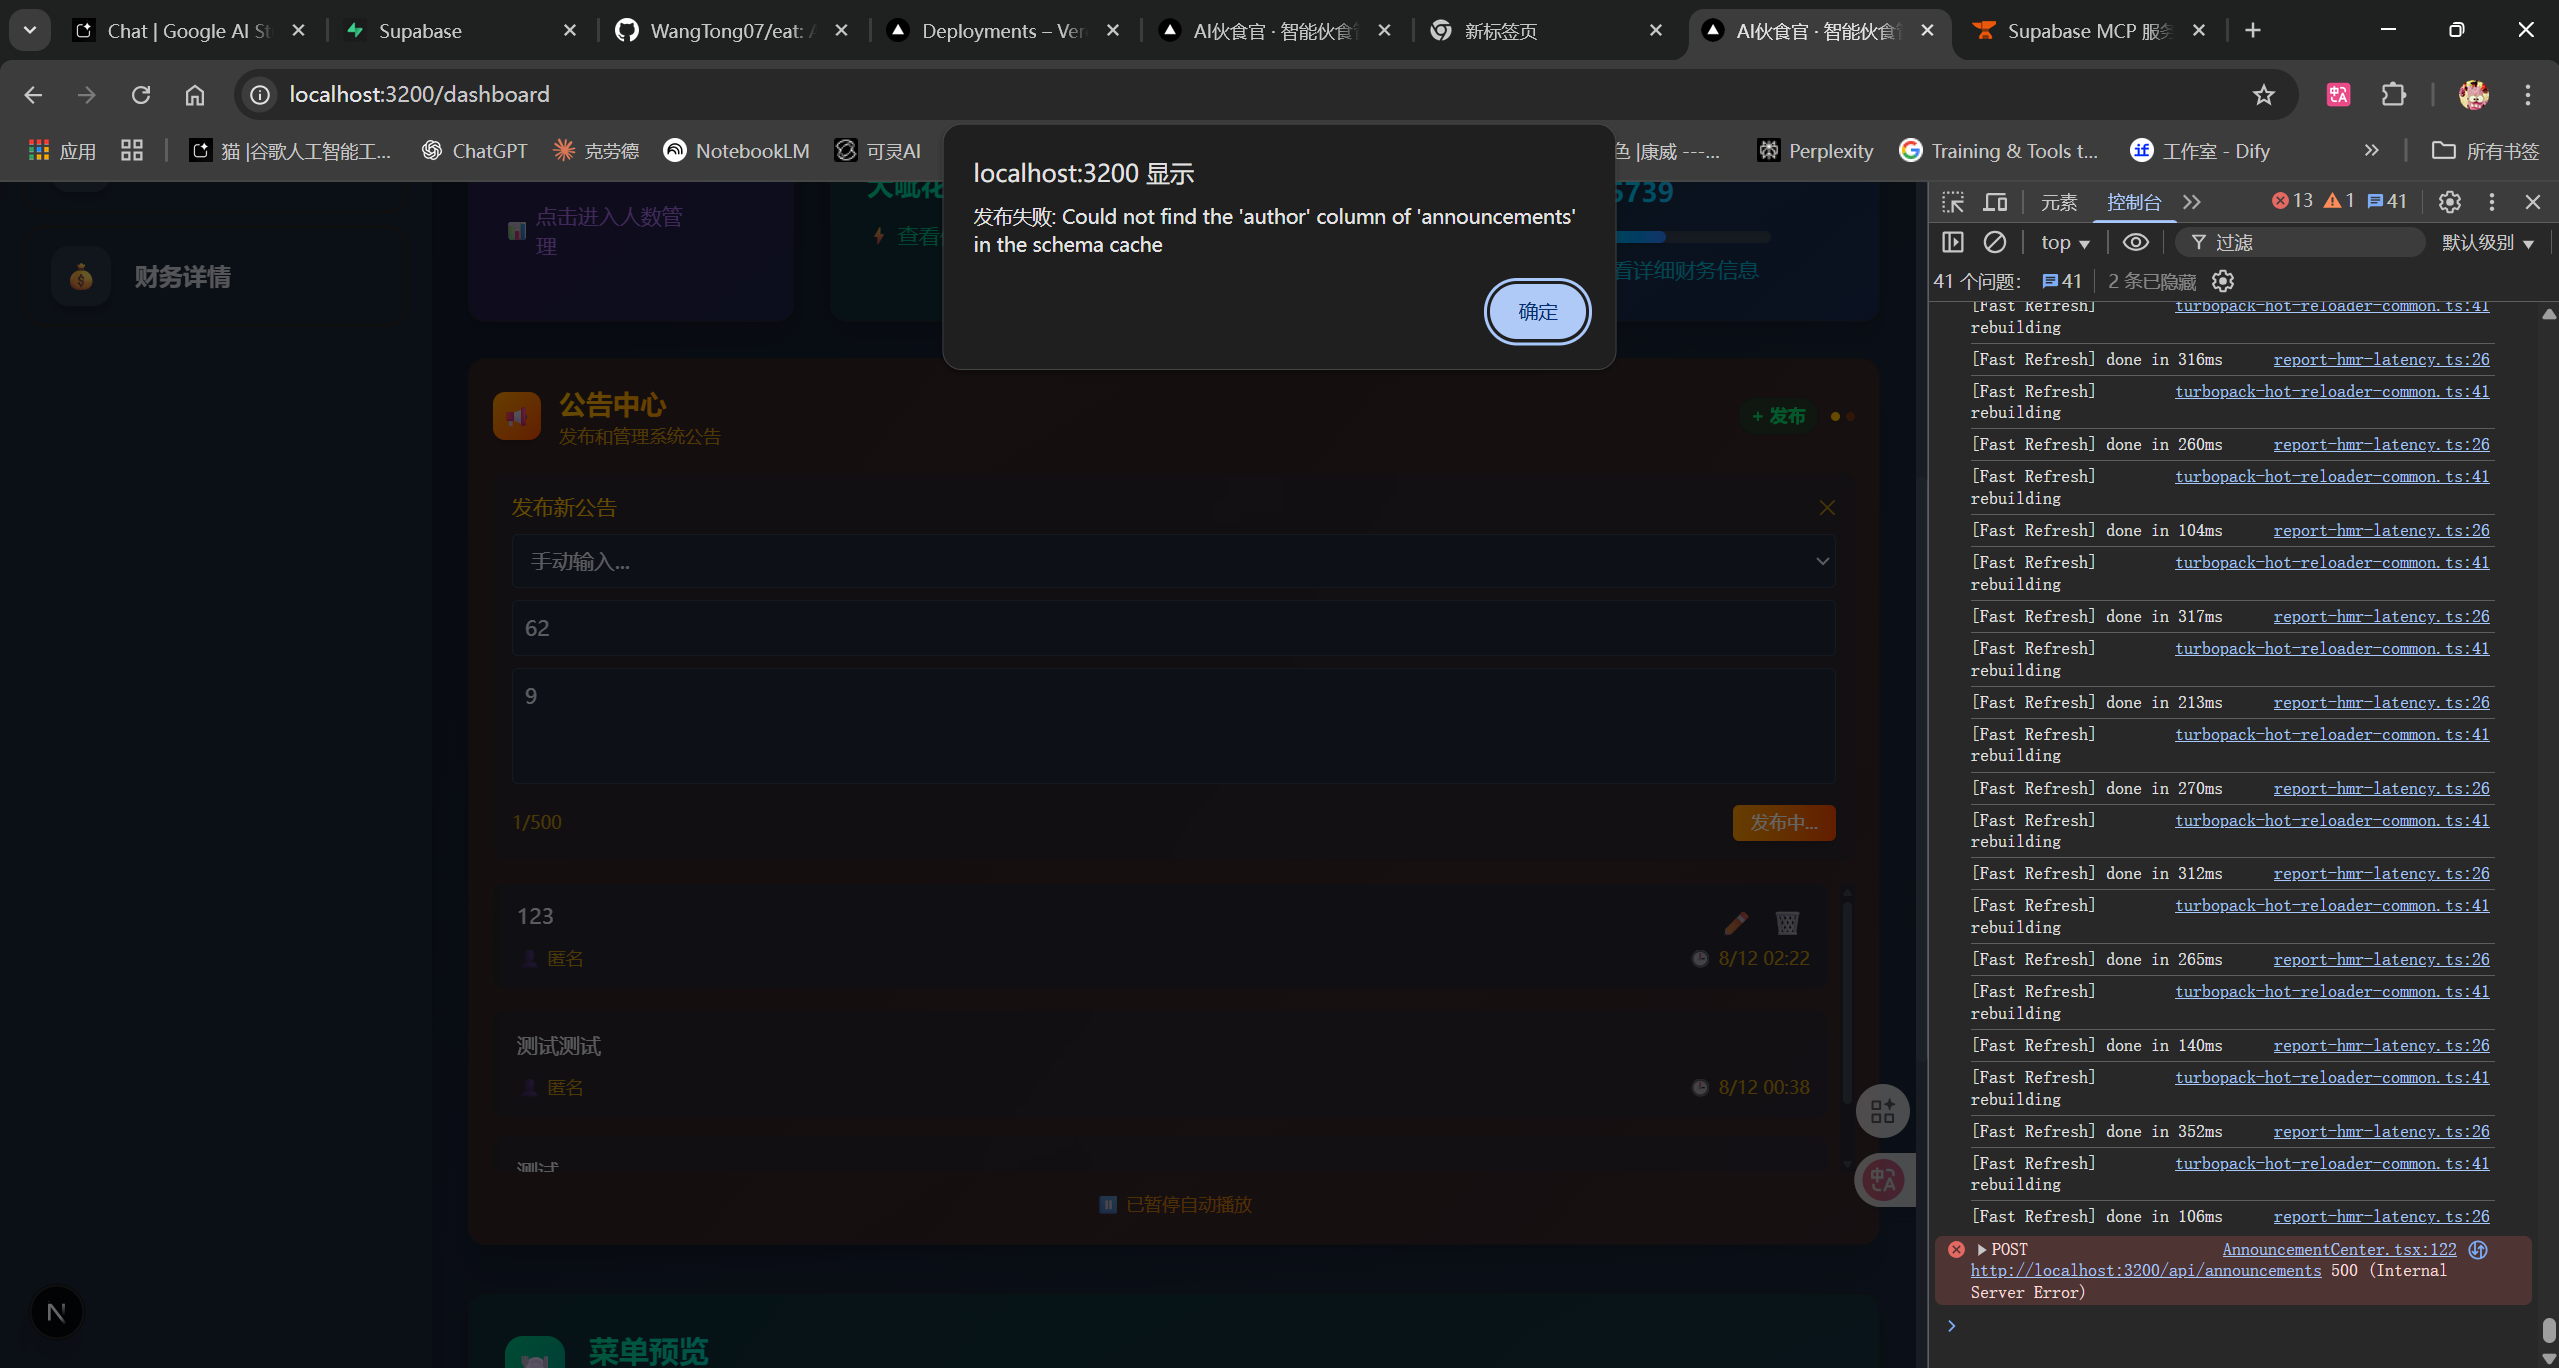 Chat | Google AI St
Supabase
WangTong07/eat: A
Deployments – Ver
AI伙食官 · 智能伙食管
新标签页
AI伙食官 · 智能伙食管
Supabase MCP 服务
localhost:3200/dashboard
应用
猫 |谷歌人工智能工...
ChatGPT
克劳德
NotebookLM
可灵AI
色 |康威 ---...
Perplexity
Training & Tools t...
工作室 - Dify
所有书签
localhost:3200 显示
发布失败: Could not find the 'author' column of 'announcements'
in the schema cache
确定
财务详情
点击进入人数管
理
查看
5739
看详细财务信息
公告中心
发布和管理系统公告
+ 发布
发布新公告
手动输入...
62
9
1/500
发布中...
123
匿名
8/12 02:22
测试测试
匿名
8/12 00:38
测试
已暂停自动播放
菜单预览
N
元素
控制台
13
1
41
top
过滤
默认级别
41 个问题:
41
2 条已隐藏
[Fast Refresh] turbopack-hot-reloader-common.ts:41
rebuilding
[Fast Refresh] done in 316ms report-hmr-latency.ts:26
[Fast Refresh] turbopack-hot-reloader-common.ts:41
rebuilding
[Fast Refresh] done in 260ms report-hmr-latency.ts:26
[Fast Refresh] turbopack-hot-reloader-common.ts:41
rebuilding
[Fast Refresh] done in 104ms report-hmr-latency.ts:26
[Fast Refresh] turbopack-hot-reloader-common.ts:41
rebuilding
[Fast Refresh] done in 317ms report-hmr-latency.ts:26
[Fast Refresh] turbopack-hot-reloader-common.ts:41
rebuilding
[Fast Refresh] done in 213ms report-hmr-latency.ts:26
[Fast Refresh] turbopack-hot-reloader-common.ts:41
rebuilding
[Fast Refresh] done in 270ms report-hmr-latency.ts:26
[Fast Refresh] turbopack-hot-reloader-common.ts:41
rebuilding
[Fast Refresh] done in 312ms report-hmr-latency.ts:26
[Fast Refresh] turbopack-hot-reloader-common.ts:41
rebuilding
[Fast Refresh] done in 265ms report-hmr-latency.ts:26
[Fast Refresh] turbopack-hot-reloader-common.ts:41
rebuilding
[Fast Refresh] done in 140ms report-hmr-latency.ts:26
[Fast Refresh] turbopack-hot-reloader-common.ts:41
rebuilding
[Fast Refresh] done in 352ms report-hmr-latency.ts:26
[Fast Refresh] turbopack-hot-reloader-common.ts:41
rebuilding
[Fast Refresh] done in 106ms report-hmr-latency.ts:26
POST AnnouncementCenter.tsx:122
http://localhost:3200/api/announcements 500 (Internal
Server Error)